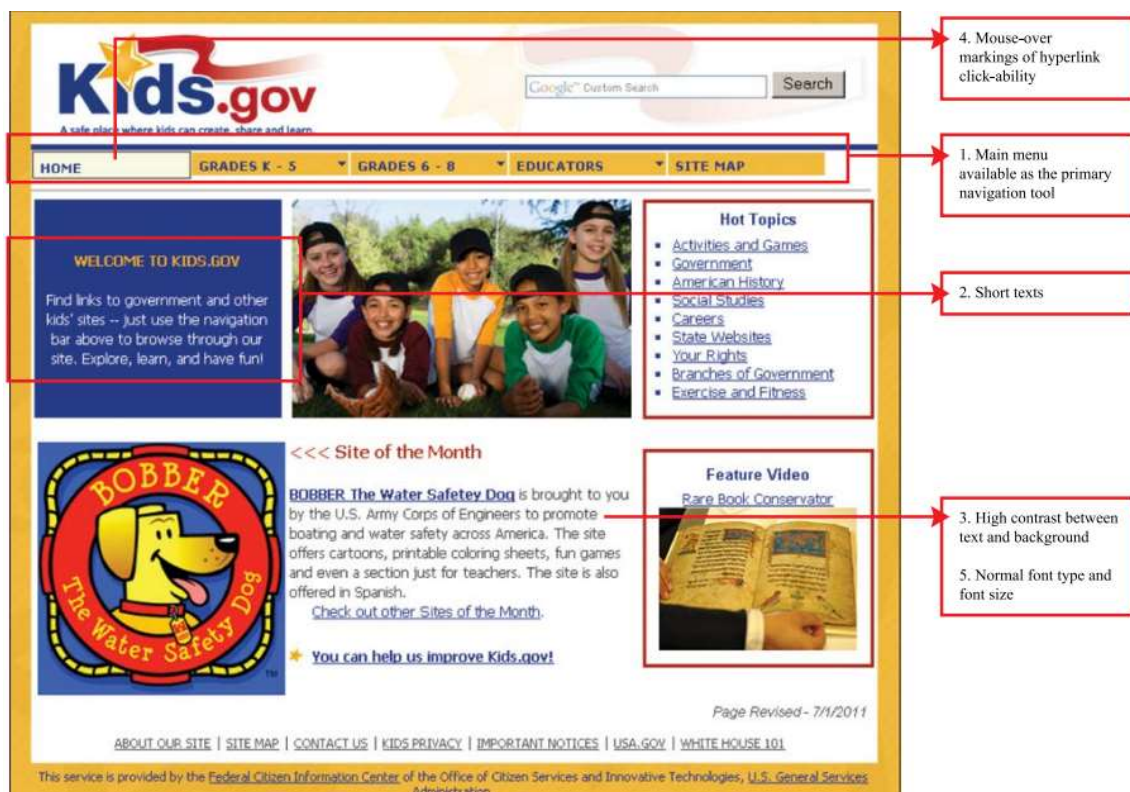 Kids.gov
A safe place where kids can create, share and learn.
Google™ Custom Search
Search
HOME
GRADES K - 5
GRADES 6 - 8
EDUCATORS
SITE MAP
WELCOME TO KIDS.GOV
Find links to government and other
kids' sites -- just use the navigation
bar above to browse through our
site. Explore, learn, and have fun!
Hot Topics
Activities and Games
Government
American History
Social Studies
Careers
State Websites
Your Rights
Branches of Government
Exercise and Fitness
BOBBER
The Water Safety Dog
TM
<<< Site of the Month
BOBBER The Water Safetey Dog is brought to you
by the U.S. Army Corps of Engineers to promote
boating and water safety across America. The site
offers cartoons, printable coloring sheets, fun games
and even a section just for teachers. The site is also
offered in Spanish.
Check out other Sites of the Month.
You can help us improve Kids.gov!
Feature Video
Rare Book Conservator
Page Revised - 7/1/2011
ABOUT OUR SITE | SITE MAP | CONTACT US | KIDS PRIVACY | IMPORTANT NOTICES | USA.GOV | WHITE HOUSE 101
This service is provided by the Federal Citizen Information Center of the Office of Citizen Services and Innovative Technologies, U.S. General Services
Administration
4. Mouse-over
markings of hyperlink
click-ability
1. Main menu
available as the primary
navigation tool
2. Short texts
3. High contrast between
text and background
5. Normal font type and
font size